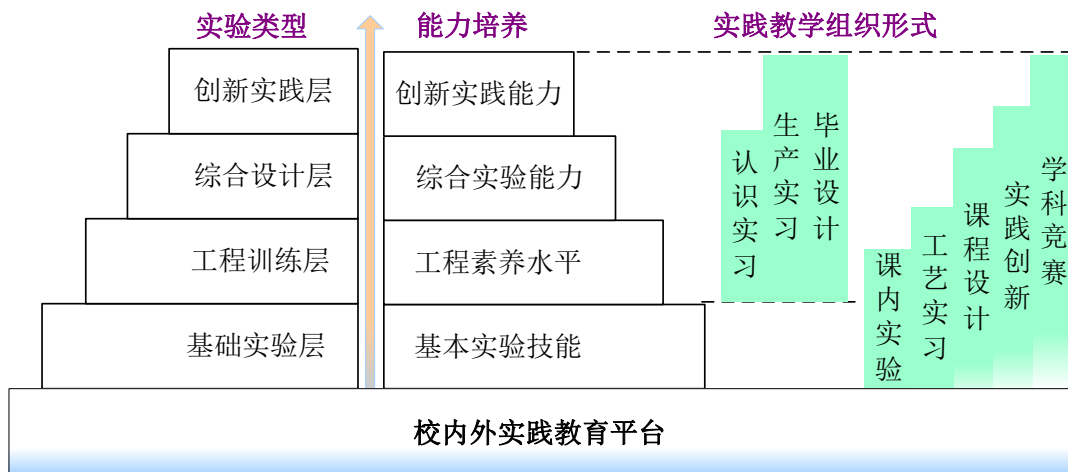 实验类型
能力培养
实践教学组织形式
创新实践层
创新实践能力
综合设计层
综合实验能力
工程训练层
工程素养水平
基础实验层
基本实验技能
认识实习
生产实习
毕业设计
课内实验
工艺实习
课程设计
实践创新
学科竞赛
校内外实践教育平台